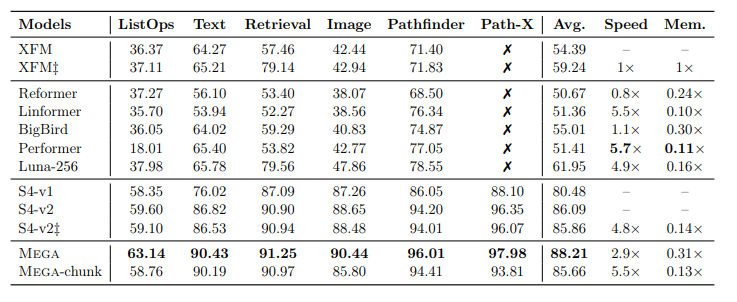 Models ListOps Text Retrieval Image Pathfinder Path-X Avg. Speed Mem.
XFM 36.37 64.27 57.46 42.44 71.40 ✗ 54.39 – –
XFM‡ 37.11 65.21 79.14 42.94 71.83 ✗ 59.24 1× 1×
Reformer 37.27 56.10 53.40 38.07 68.50 ✗ 50.67 0.8× 0.24×
Linformer 35.70 53.94 52.27 38.56 76.34 ✗ 51.36 5.5× 0.10×
BigBird 36.05 64.02 59.29 40.83 74.87 ✗ 55.01 1.1× 0.30×
Performer 18.01 65.40 53.82 42.77 77.05 ✗ 51.41 5.7× 0.11×
Luna-256 37.98 65.78 79.56 47.86 78.55 ✗ 61.95 4.9× 0.16×
S4-v1 58.35 76.02 87.09 87.26 86.05 88.10 80.48 – –
S4-v2 59.60 86.82 90.90 88.65 94.20 96.35 86.09 – –
S4-v2‡ 59.10 86.53 90.94 88.48 94.01 96.07 85.86 4.8× 0.14×
MEGA 63.14 90.43 91.25 90.44 96.01 97.98 88.21 2.9× 0.31×
MEGA-chunk 58.76 90.19 90.97 85.80 94.41 93.81 85.66 5.5× 0.13×